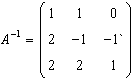 A⁻¹ = ( 1 1 0
2 -1 -1`
2 2 1 )